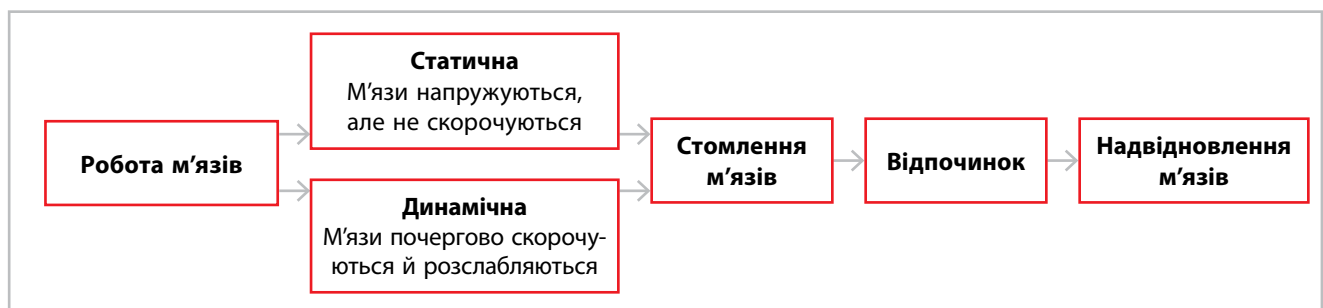 Робота м’язів
Статична
М’язи напружуються,
але не скорочуються
Динамічна
М’язи почергово скорочу-
ються й розслабляються
Стомлення
м’язів
Відпочинок
Надвідновлення
м’язів